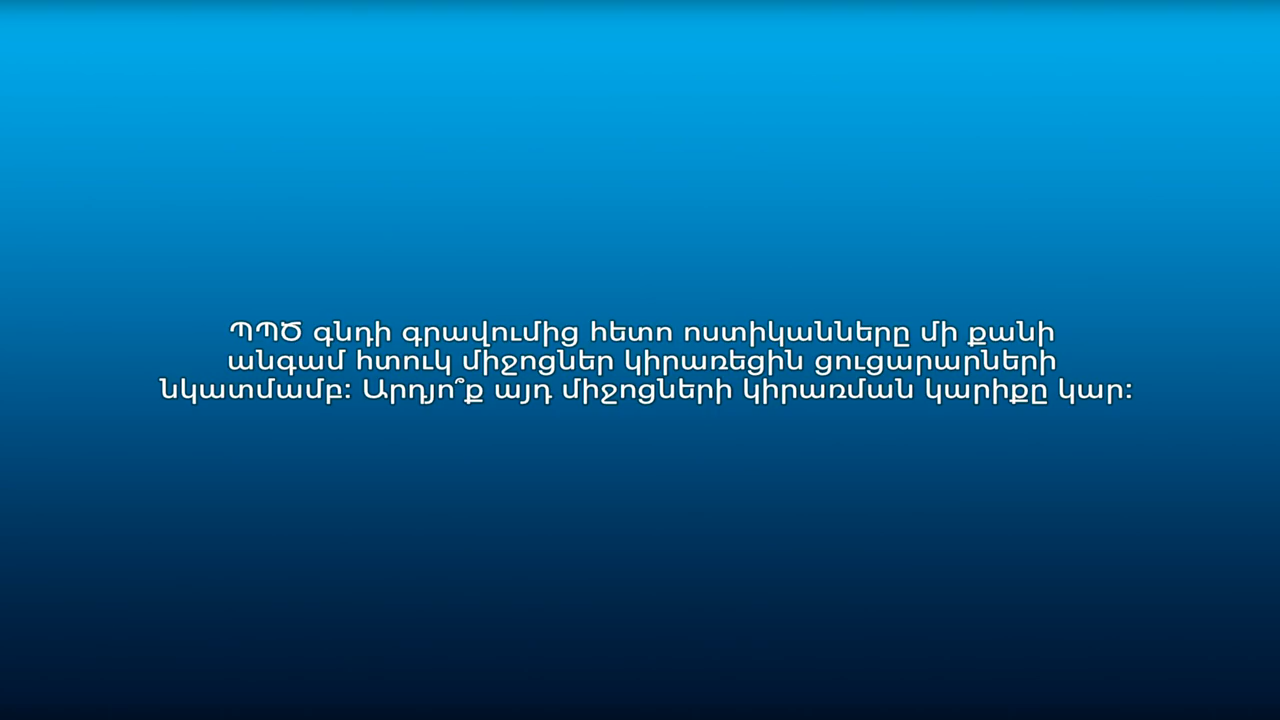 ՊՊԾ գնդի գրավումից հետո ոստիկանները մի քանի
անգամ հտուկ միջոցներ կիրառեցին ցուցարարների
նկատմամբ: Արդյո՞ք այդ միջոցների կիրառման կարիքը կար: